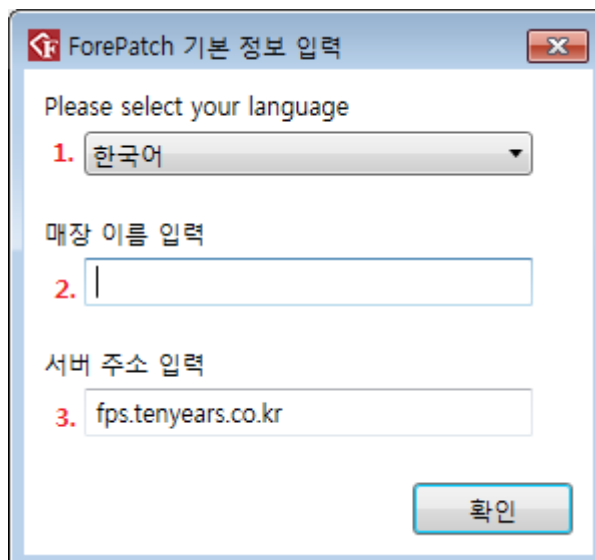 ForePatch 기본 정보 입력
Please select your language
1. 한국어
매장 이름 입력
2.
서버 주소 입력
3. fps.tenyears.co.kr
확인